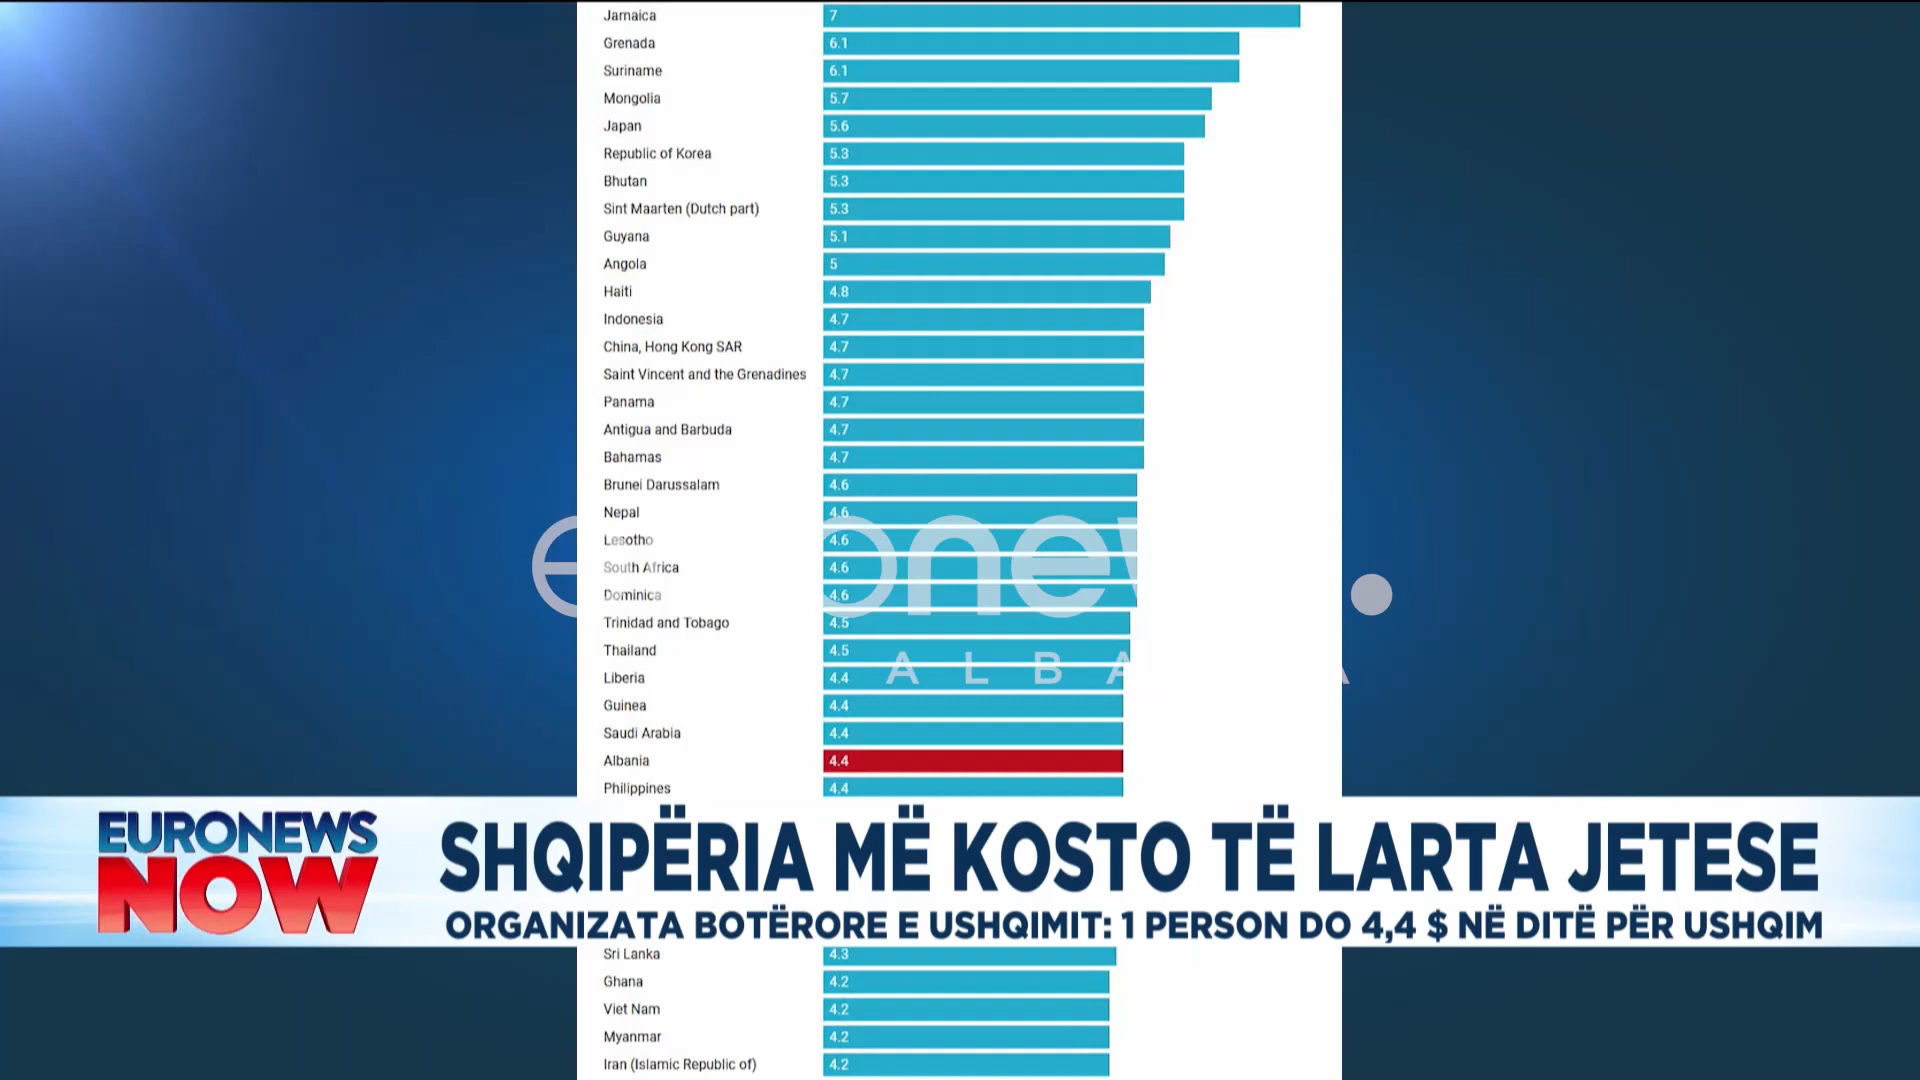 Jamaica 7
Grenada 6.1
Suriname 6.1
Mongolia 5.7
Japan 5.6
Republic of Korea 5.3
Bhutan 5.3
Sint Maarten (Dutch part) 5.3
Guyana 5.1
Angola 5
Haiti 4.8
Indonesia 4.7
China, Hong Kong SAR 4.7
Saint Vincent and the Grenadines 4.7
Panama 4.7
Antigua and Barbuda 4.7
Bahamas 4.7
Brunei Darussalam 4.6
Nepal 4.6
Lesotho 4.6
South Africa 4.6
Dominica 4.6
Trinidad and Tobago 4.5
Thailand 4.5
Liberia 4.4
Guinea 4.4
Saudi Arabia 4.4
Albania 4.4
Philippines 4.4
EURONEWS
NOW
SHQIPËRIA MË KOSTO TË LARTA JETESE
ORGANIZATA BOTËRORE E USHQIMIT: 1 PERSON DO 4,4 $ NË DITË PËR USHQIM
Sri Lanka 4.3
Ghana 4.2
Viet Nam 4.2
Myanmar 4.2
Iran (Islamic Republic of) 4.2